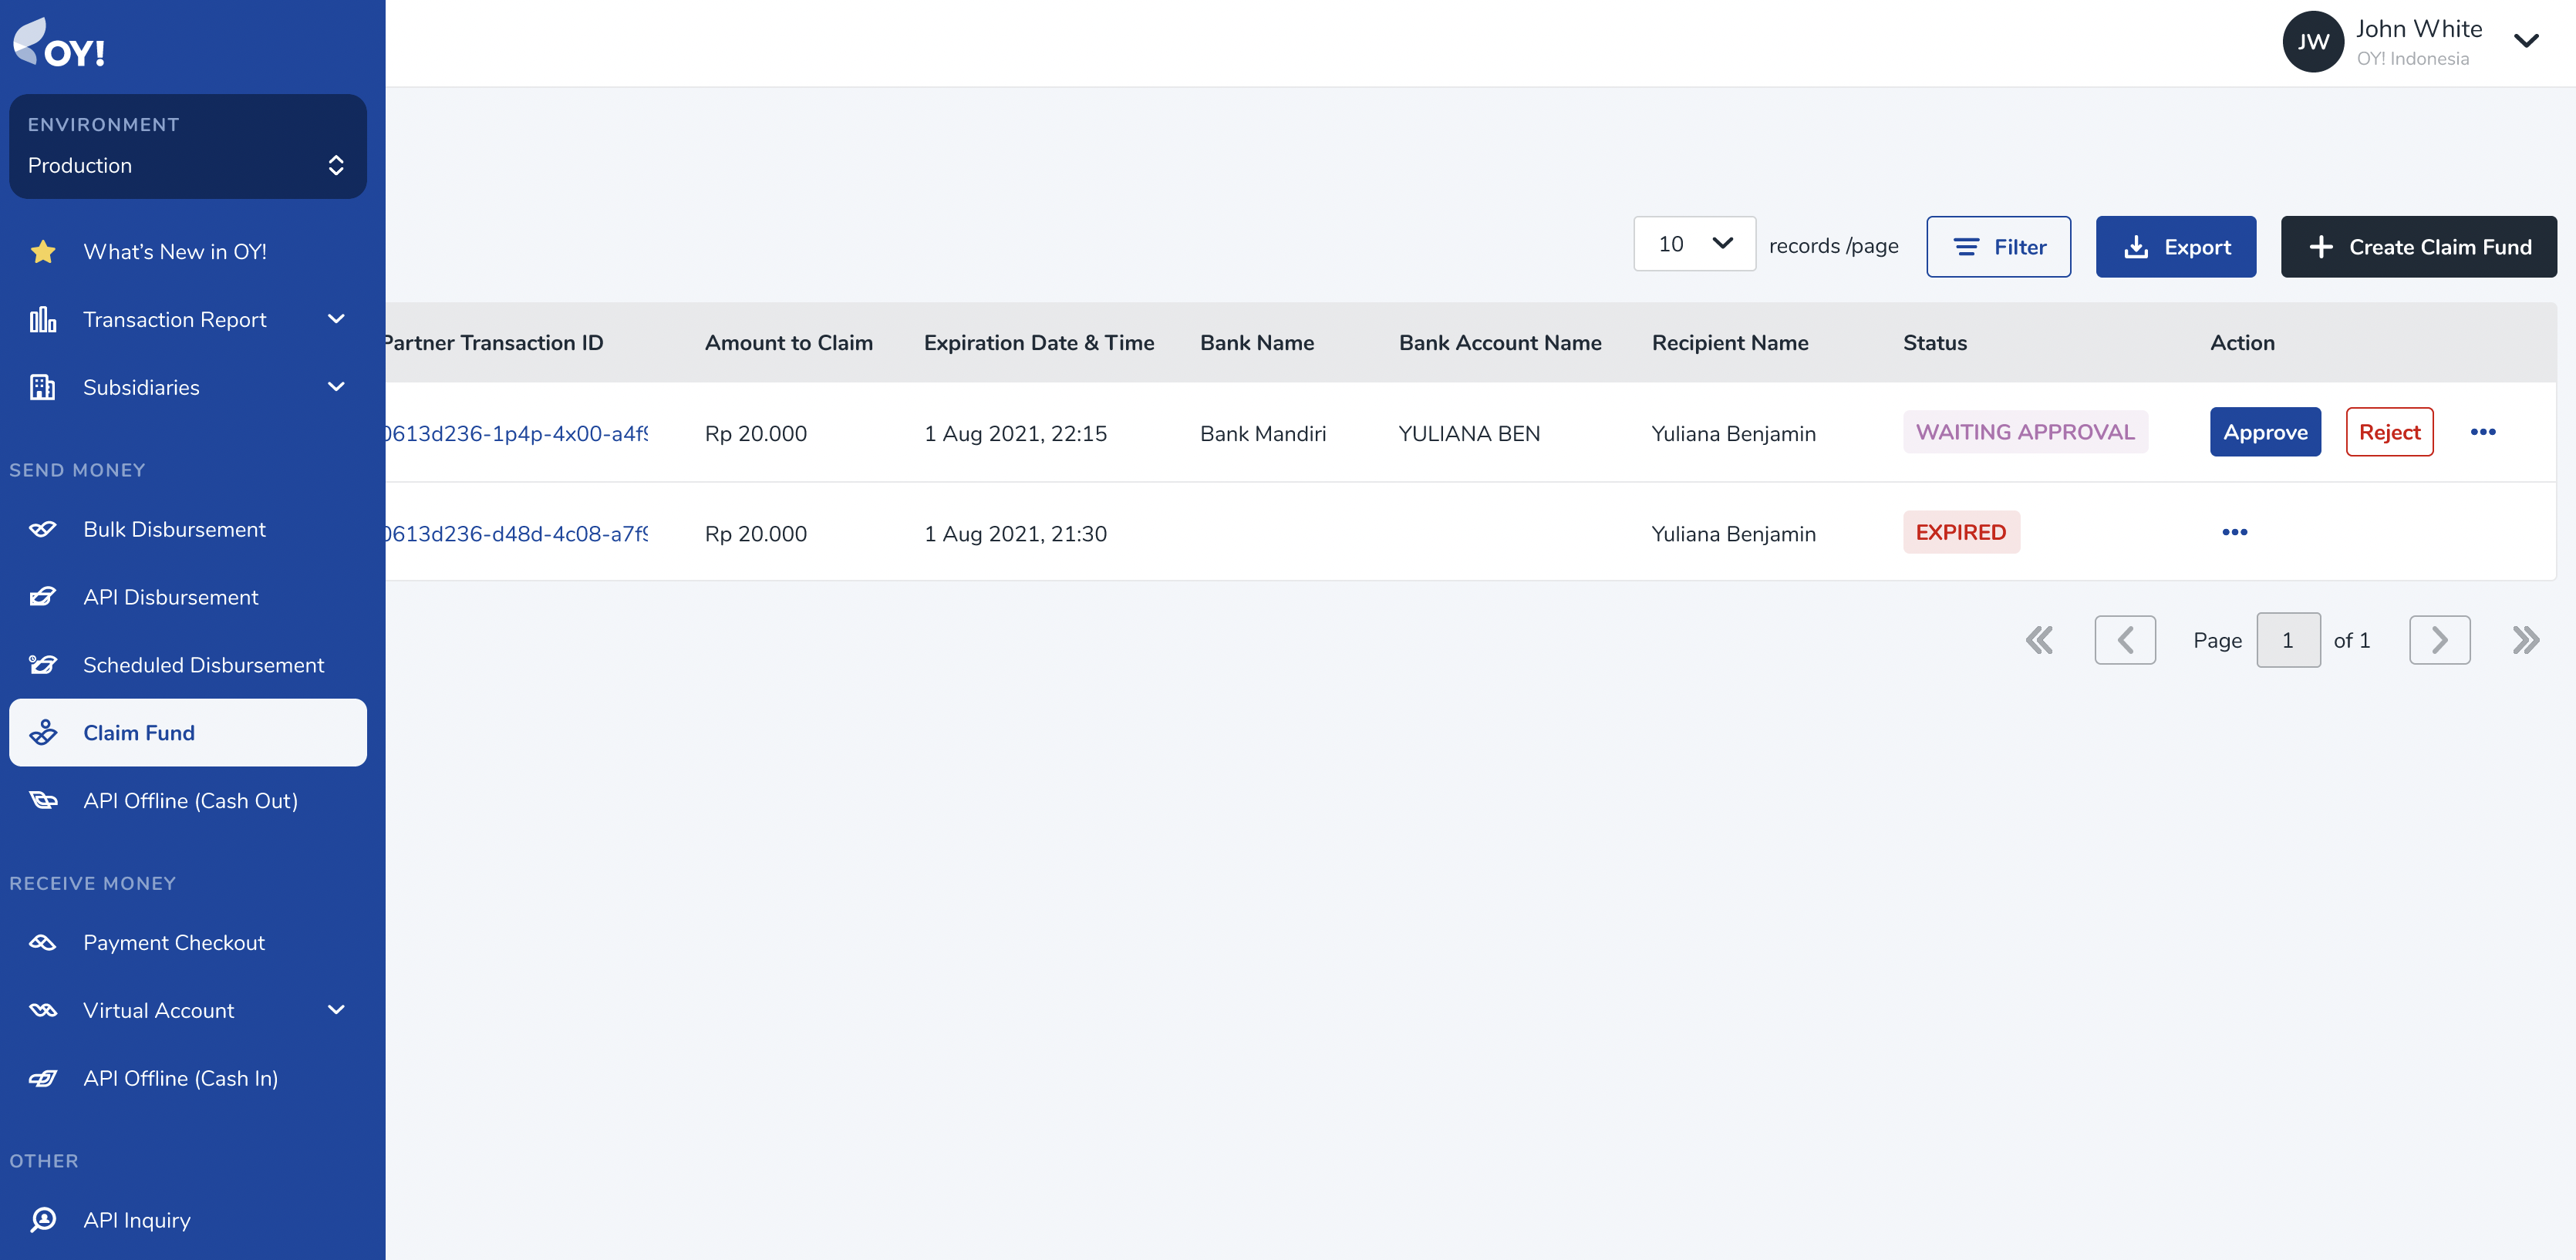 OY!
ENVIRONMENT
Production
What's New in OY!
Transaction Report
Subsidiaries
SEND MONEY
Bulk Disbursement
API Disbursement
Scheduled Disbursement
Claim Fund
API Offline (Cash Out)
RECEIVE MONEY
Payment Checkout
Virtual Account
API Offline (Cash In)
OTHER
API Inquiry
JW John White
OY! Indonesia
10 records /page Filter Export Create Claim Fund
Partner Transaction ID Amount to Claim Expiration Date & Time Bank Name Bank Account Name Recipient Name Status Action
0613d236-1p4p-4x00-a4f9 Rp 20.000 1 Aug 2021, 22:15 Bank Mandiri YULIANA BEN Yuliana Benjamin WAITING APPROVAL Approve Reject
0613d236-d48d-4c08-a7f9 Rp 20.000 1 Aug 2021, 21:30 Yuliana Benjamin EXPIRED
Page 1 of 1